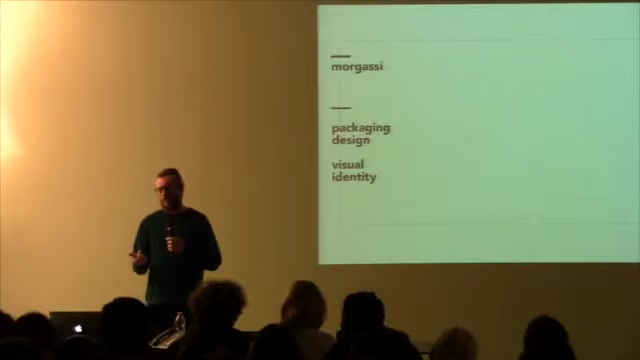 morgassi
packaging
design
visual
identity